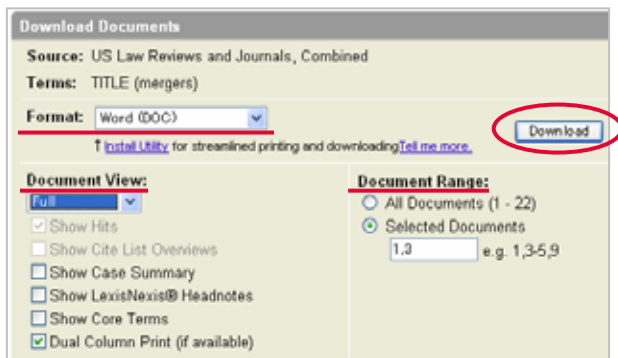 Download Documents
Source: US Law Reviews and Journals, Combined
Terms: TITLE (mergers)
Format: Word (DOC)
Download
↑ Install Utility for streamlined printing and downloading Tell me more.
Document View:
Full
Show Hits
Show Cite List Overviews
Show Case Summary
Show LexisNexis® Headnotes
Show Core Terms
Dual Column Print (if available)
Document Range:
All Documents (1 - 22)
Selected Documents
1,3 e.g. 1,3-5,9